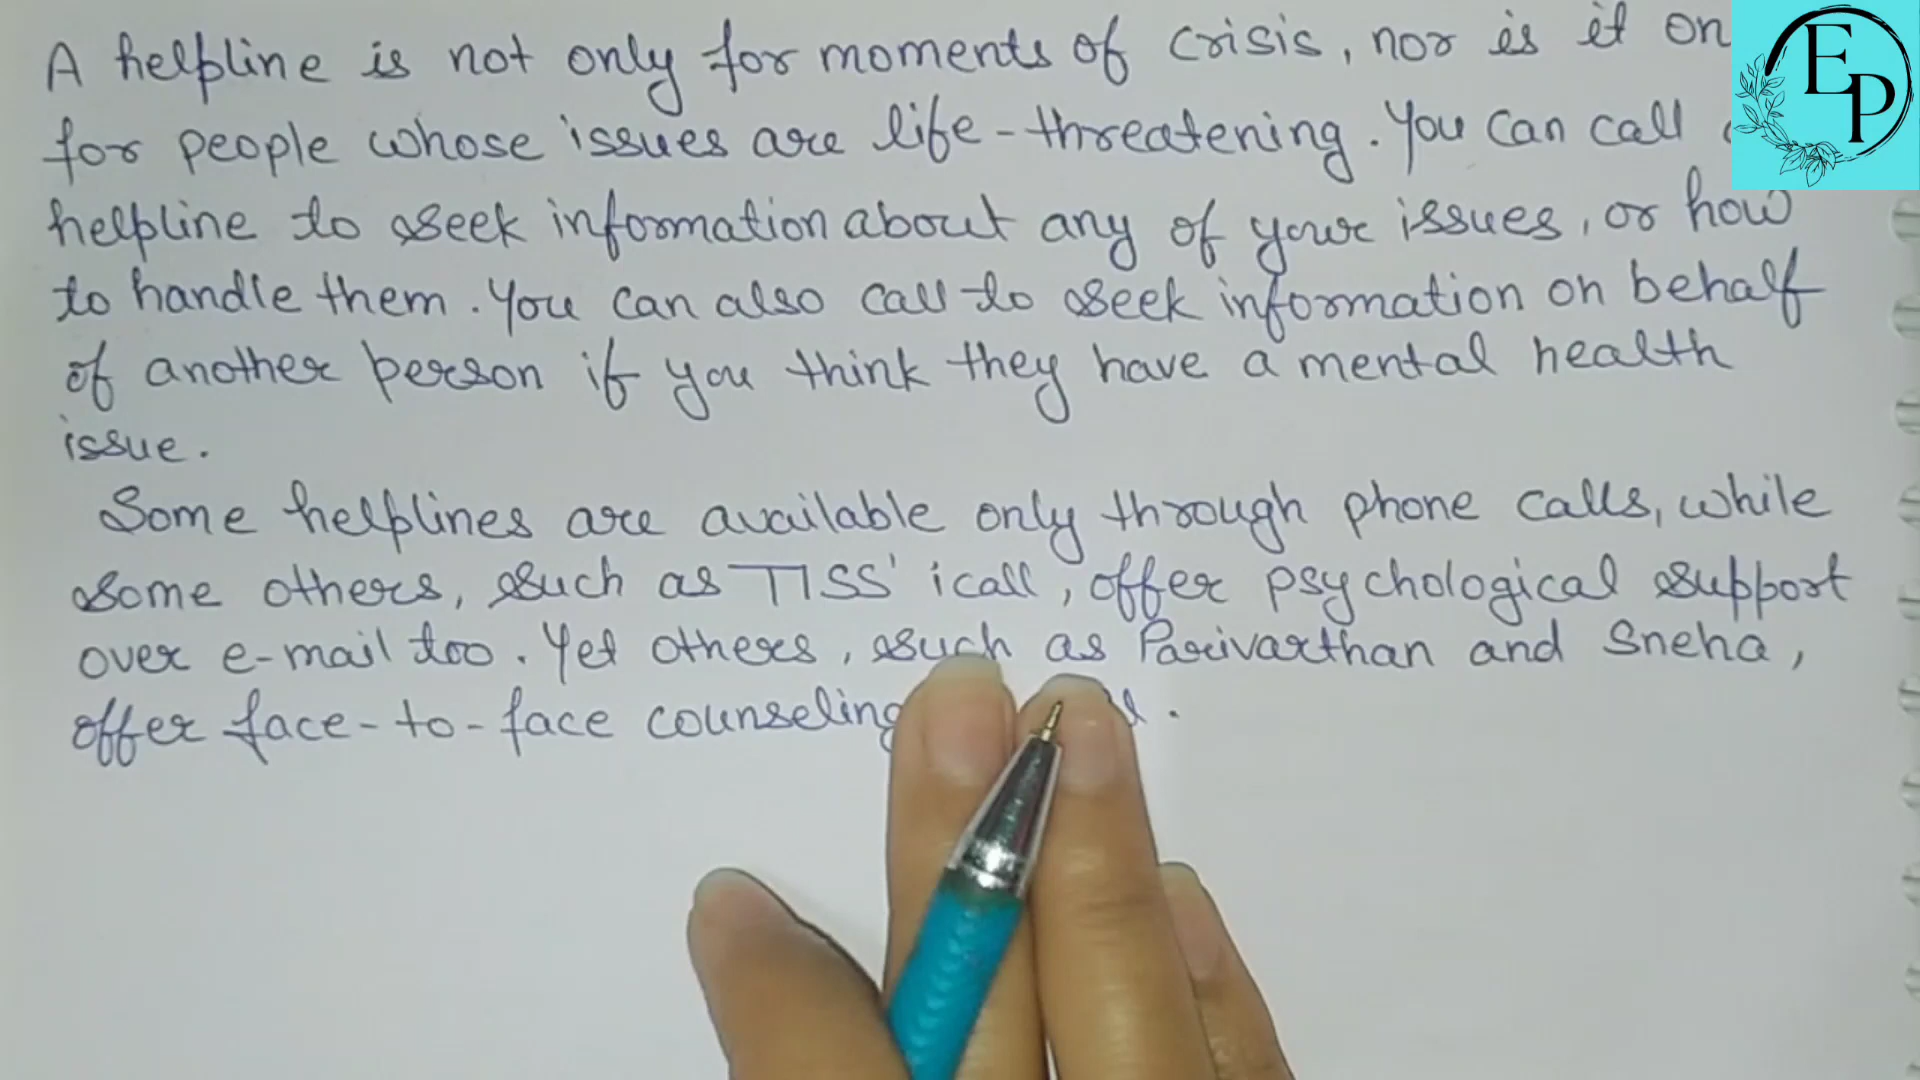 A helpline is not only for moments of crisis, nor is it
for people whose issues are life-threatening. You can call
helpline to seek information about any of your issues, or how
to handle them. You can also call to seek information on behalf
of another person if you think they have a mental health
issue.
Some helplines are available only through phone calls, while
some others, such as TISS' icall, offer psychological support
over e-mail too. Yet others, such as Parivarthan and Sneha,
offer face-to-face counseling
EP